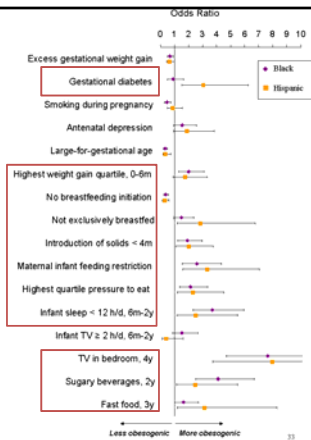 Odds Ratio
0 1 2 3 4 5 6 7 8 9 10
Black
Hispanic
Excess gestational weight gain
Gestational diabetes
Smoking during pregnancy
Antenatal depression
Large-for-gestational age
Highest weight gain quartile, 0-6m
No breastfeeding initiation
Not exclusively breastfed
Introduction of solids < 4m
Maternal infant feeding restriction
Highest quartile pressure to eat
Infant sleep < 12 h/d, 6m-2y
Infant TV ≥ 2 h/d, 6m-2y
TV in bedroom, 4y
Sugary beverages, 2y
Fast food, 3y
Less obesogenic More obesogenic
33